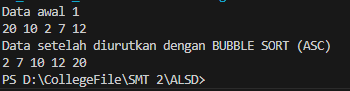 Data awal 1
20 10 2 7 12
Data setelah diurutkan dengan BUBBLE SORT (ASC)
2 7 10 12 20
PS D:\CollegeFile\SMT 2\ALSD>